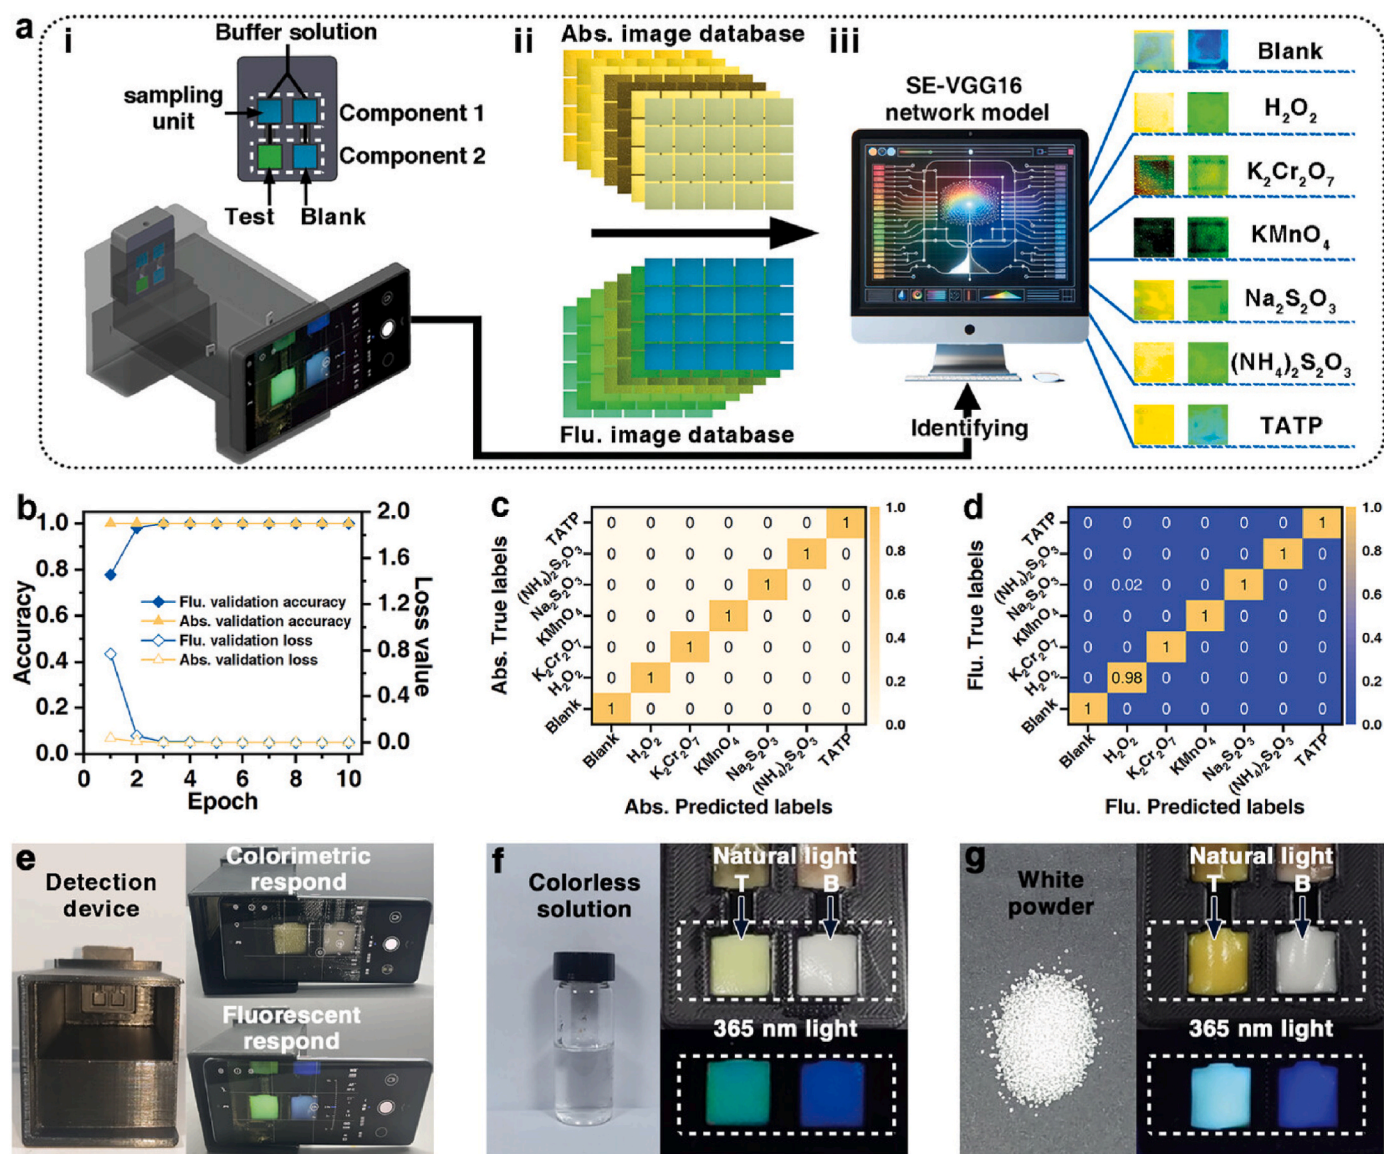 a
i
Buffer solution
sampling
unit
Component 1
Component 2
Test
Blank
ii
Abs. image database
Flu. image database
iii
SE-VGG16
network model
Identifying
Blank
H₂O₂
K₂Cr₂O₇
KMnO₄
Na₂S₂O₃
(NH₄)₂S₂O₃
TATP
b
Accuracy
1.0
0.8
0.6
0.4
0.2
0.0
Loss value
2.0
1.6
1.2
0.8
0.4
0.0
Flu. validation accuracy
Abs. validation accuracy
Flu. validation loss
Abs. validation loss
0 2 4 6 8 10
Epoch
c
Abs. True labels
TATP 0 0 0 0 0 0 1
(NH₄)₂S₂O₃ 0 0 0 0 0 1 0
Na₂S₂O₃ 0 0 0 0 1 0 0
KMnO₄ 0 0 0 1 0 0 0
K₂Cr₂O₇ 0 0 1 0 0 0 0
H₂O₂ 0 1 0 0 0 0 0
Blank 1 0 0 0 0 0 0
Blank H₂O₂ K₂Cr₂O₇ KMnO₄ Na₂S₂O₃ (NH₄)₂S₂O₃ TATP
Abs. Predicted labels
1.0
0.8
0.6
0.4
0.2
0.0
d
Flu. True labels
TATP 0 0 0 0 0 0 1
(NH₄)₂S₂O₃ 0 0 0 0 0 1 0
Na₂S₂O₃ 0 0.02 0 0 1 0 0
KMnO₄ 0 0 0 1 0 0 0
K₂Cr₂O₇ 0 0 1 0 0 0 0
H₂O₂ 0 0.98 0 0 0 0 0
Blank 1 0 0 0 0 0 0
Blank H₂O₂ K₂Cr₂O₇ KMnO₄ Na₂S₂O₃ (NH₄)₂S₂O₃ TATP
Flu. Predicted labels
1.0
0.8
0.6
0.4
0.2
0.0
e
Detection
device
Colorimetric
respond
Fluorescent
respond
f
Colorless
solution
Natural light
T B
365 nm light
g
White
powder
Natural light
T B
365 nm light